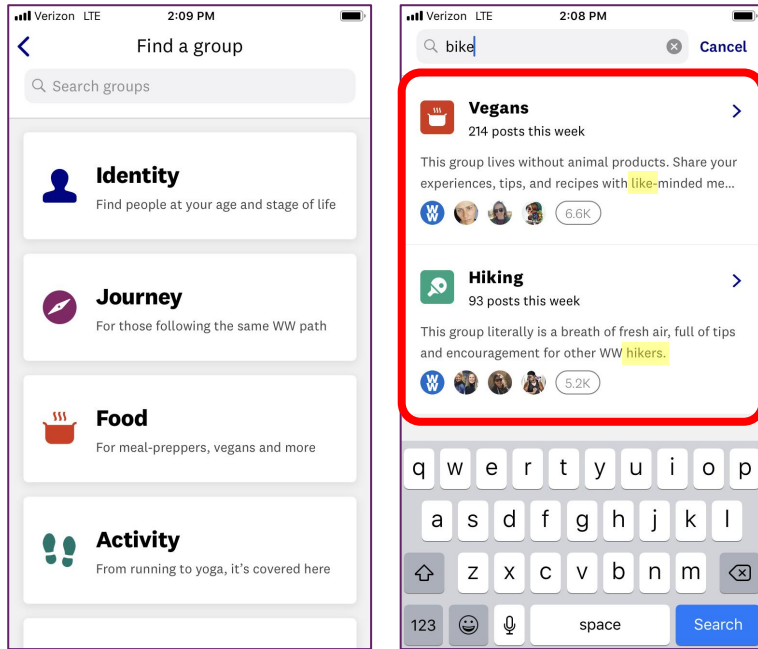 Verizon LTE 2:09 PM
Find a group
Search groups
Identity
Find people at your age and stage of life
Journey
For those following the same WW path
Food
For meal-preppers, vegans and more
Activity
From running to yoga, it's covered here
Verizon LTE 2:08 PM
bike Cancel
Vegans
214 posts this week
This group lives without animal products. Share your
experiences, tips, and recipes with like-minded me...
WW 6.6K
Hiking
93 posts this week
This group literally is a breath of fresh air, full of tips
and encouragement for other WW hikers.
WW 5.2K
q w e r t y u i o p
a s d f g h j k l
z x c v b n m
123 space Search